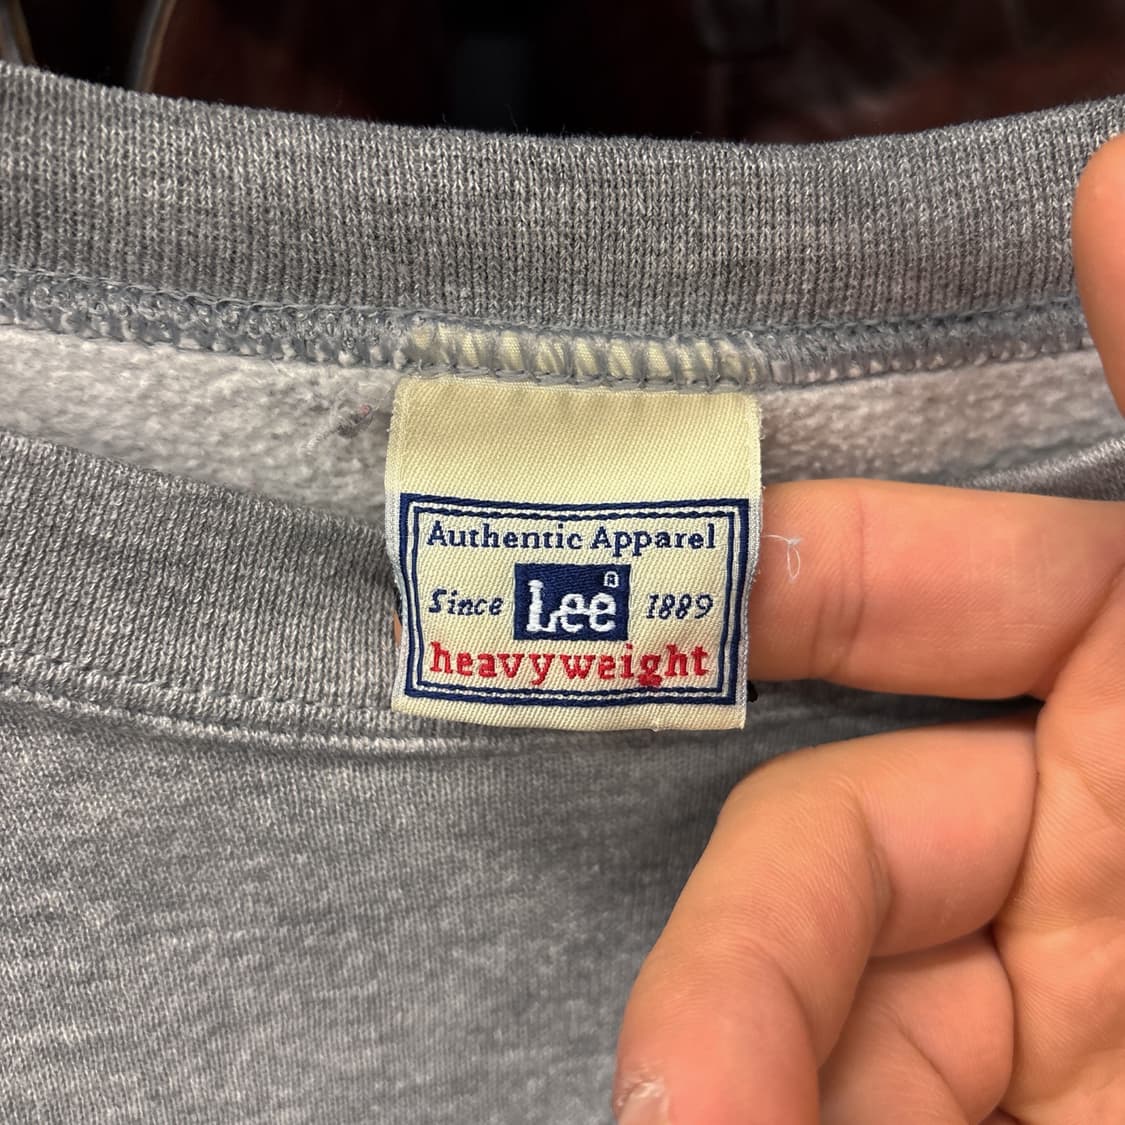 Authentic Apparel
Since Lee® 1889
heavyweight